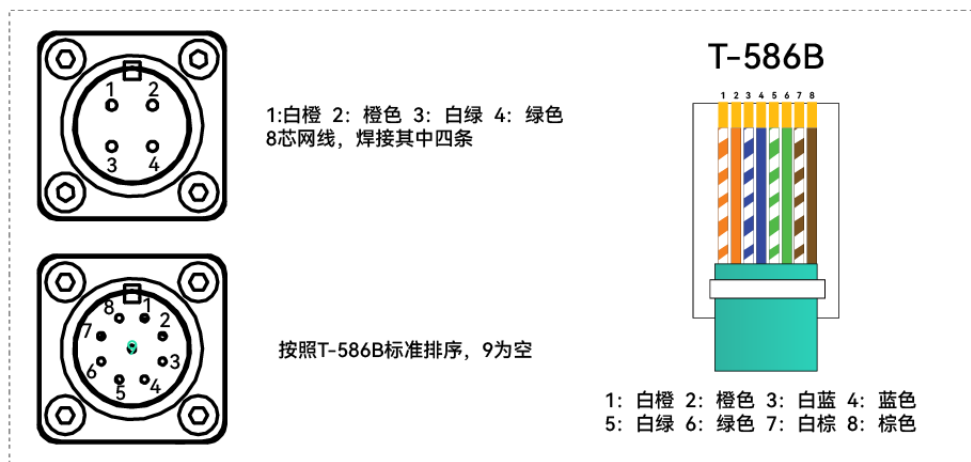 1 2
3 4
1:白橙 2: 橙色 3: 白绿 4: 绿色
8芯网线，焊接其中四条
8 1
7 2
9
6 3
5 4
按照T-586B标准排序，9为空
T-586B
1 2 3 4 5 6 7 8
1: 白橙 2: 橙色 3: 白蓝 4: 蓝色
5: 白绿 6: 绿色 7: 白棕 8: 棕色